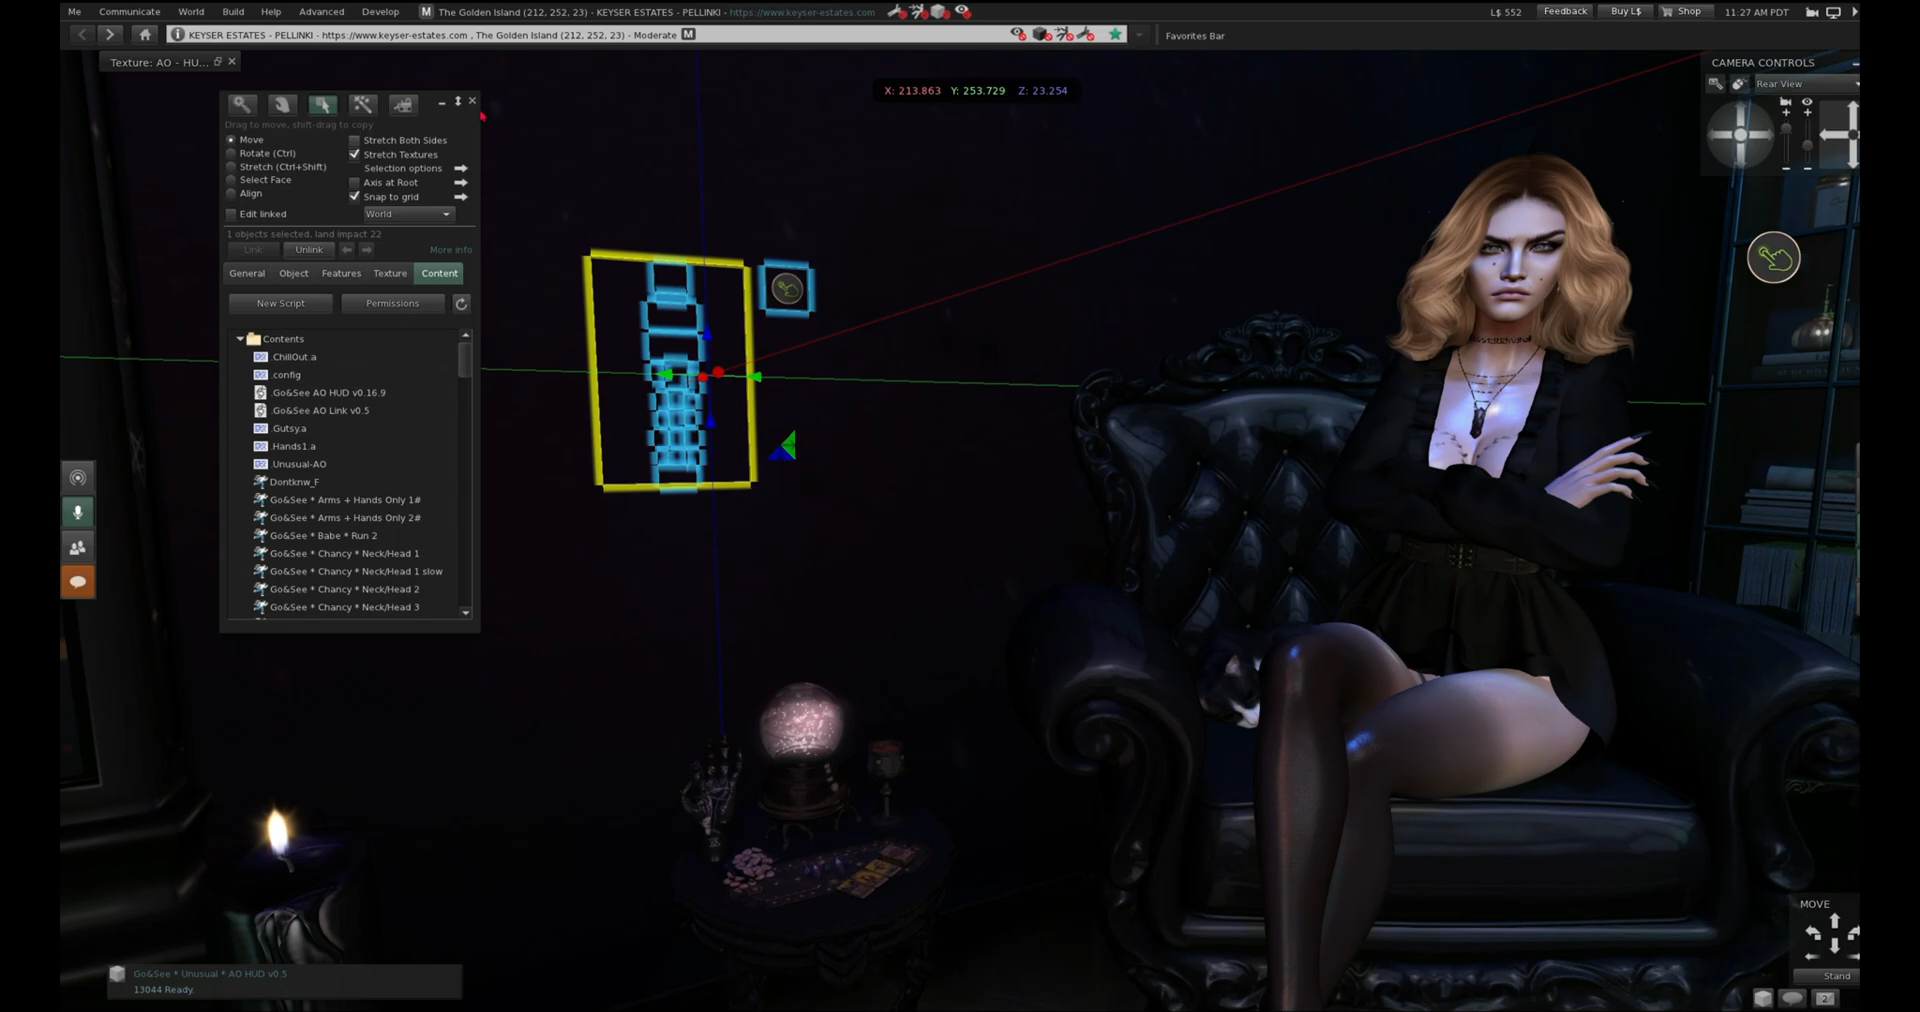 Me Communicate World Build Help Advanced Develop M The Golden Island (212, 252, 23) - KEYSER ESTATES - PELLINKI - https://www.keyser-estates.com L$ 552 Feedback Buy L$ Shop 11:27 AM PDT
KEYSER ESTATES - PELLINKI - https://www.keyser-estates.com , The Golden Island (212, 252, 23) - Moderate M Favorites Bar
Texture: AO - HU...
CAMERA CONTROLS
Rear View
X: 213.863 Y: 253.729 Z: 23.254
Drag to move, shift-drag to copy
Move Stretch Both Sides
Rotate (Ctrl) Stretch Textures
Stretch (Ctrl+Shift) Selection options
Select Face Axis at Root
Align Snap to grid
Edit linked World
1 objects selected, land impact 22
Link Unlink More info
General Object Features Texture Content
New Script Permissions
Contents
.ChillOut.a
.config
.Go&See AO HUD v0.16.9
.Go&See AO Link v0.5
.Gutsy.a
.Hands1.a
.Unusual-AO
Dontknw_F
Go&See * Arms + Hands Only 1#
Go&See * Arms + Hands Only 2#
Go&See * Babe * Run 2
Go&See * Chancy * Neck/Head 1
Go&See * Chancy * Neck/Head 1 slow
Go&See * Chancy * Neck/Head 2
Go&See * Chancy * Neck/Head 3
MOVE
Stand
Go&See * Unusual * AO HUD v0.5
13044 Ready.
2